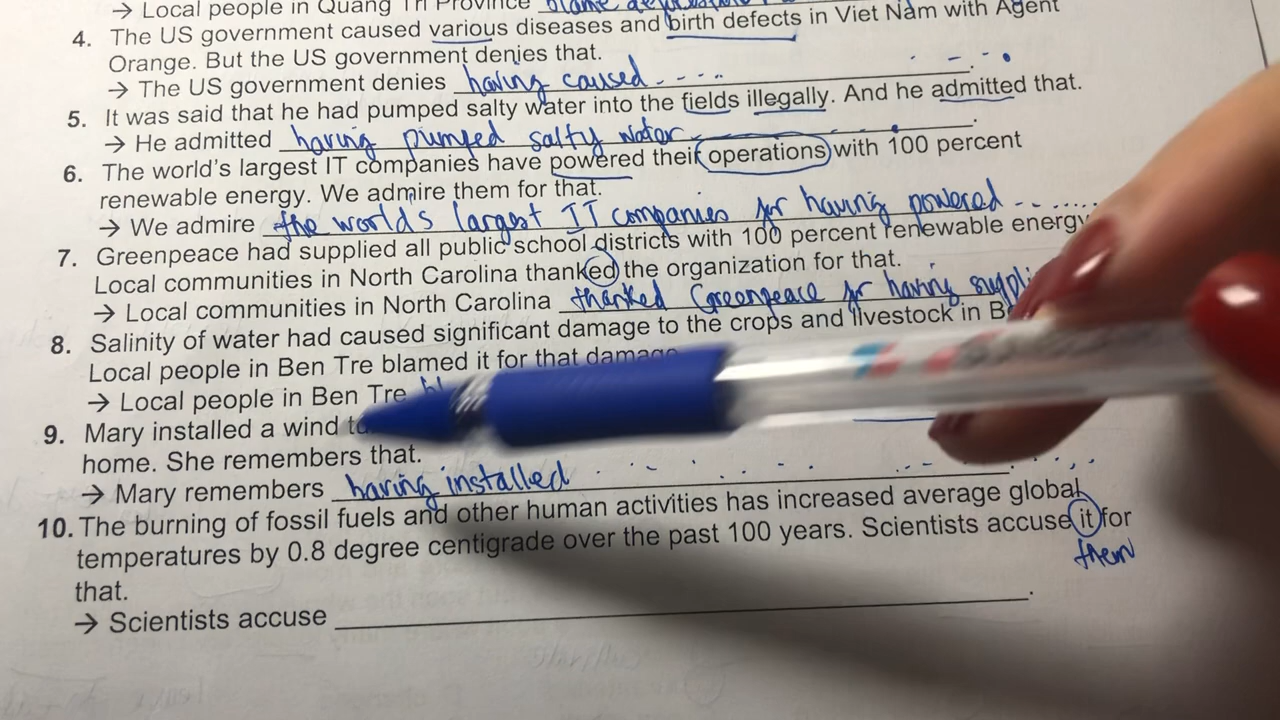 → Local people in Quang Tri Province blame
4. The US government caused various diseases and birth defects in Viet Nam with Agent
Orange. But the US government denies that.
→ The US government denies having caused ....
5. It was said that he had pumped salty water into the fields illegally. And he admitted that.
→ He admitted having pumped salty water
6. The world's largest IT companies have powered their operations with 100 percent
renewable energy. We admire them for that.
→ We admire the world's largest IT companies for having powered ........
7. Greenpeace had supplied all public school districts with 100 percent renewable energy
Local communities in North Carolina thanked the organization for that.
→ Local communities in North Carolina thanked Greenpeace for having suppli
8. Salinity of water had caused significant damage to the crops and livestock in B
Local people in Ben Tre blamed it for that damage
→ Local people in Ben Tre bl
9. Mary installed a wind
home. She remembers that.
→ Mary remembers having installed
10. The burning of fossil fuels and other human activities has increased average global
temperatures by 0.8 degree centigrade over the past 100 years. Scientists accuse it for
them
that.
→ Scientists accuse